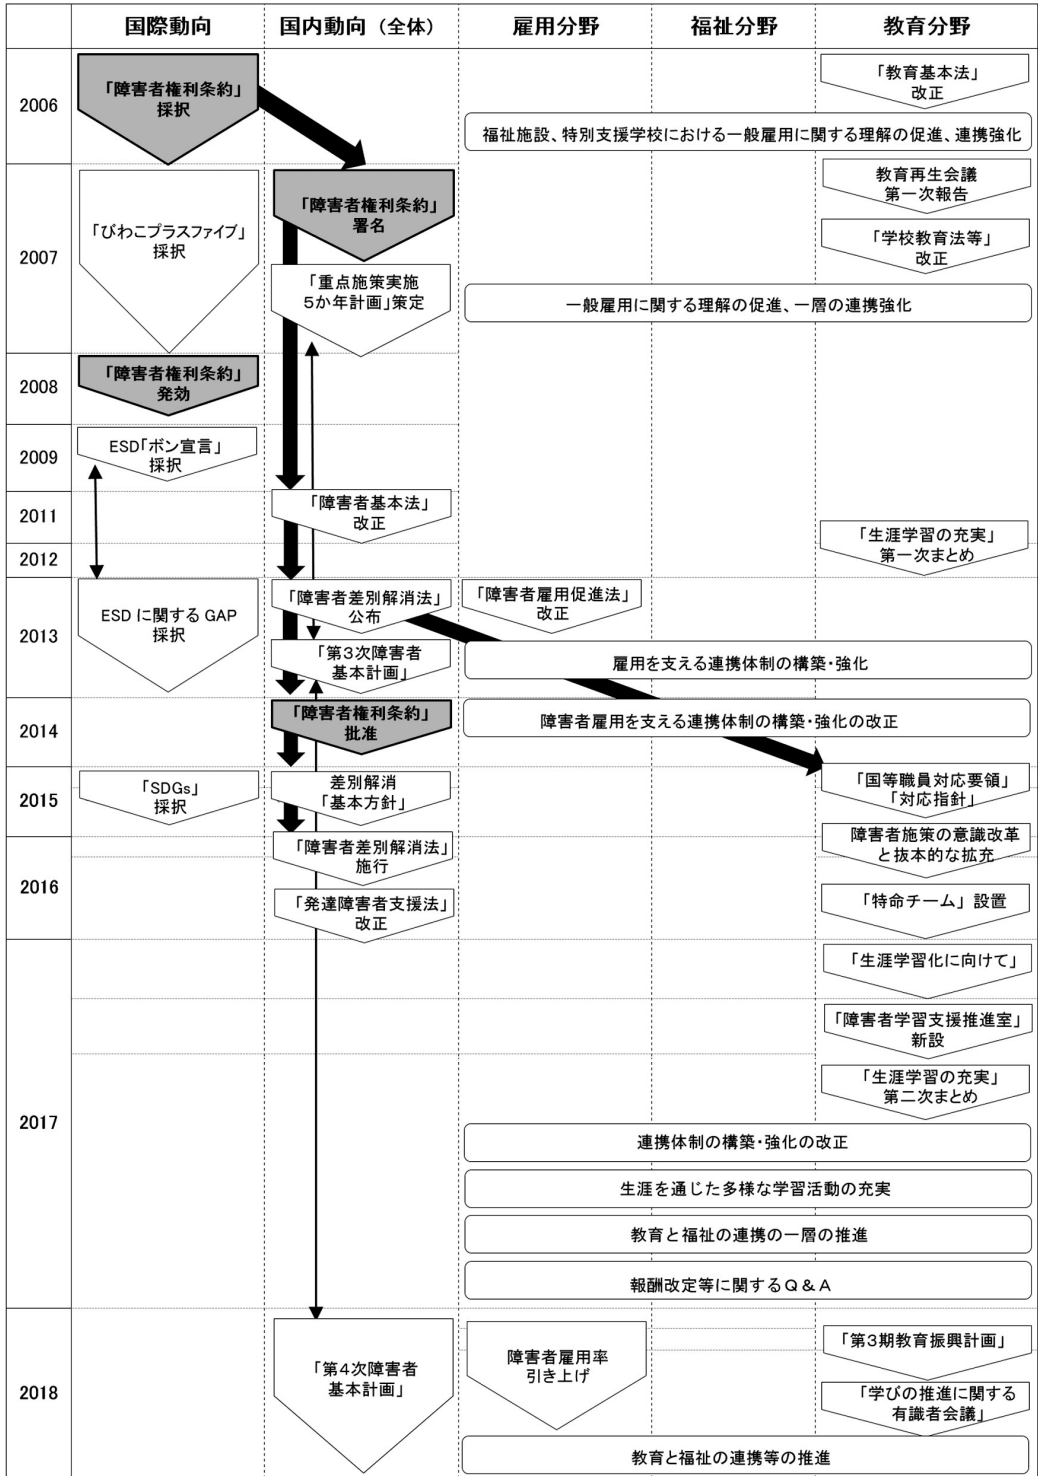 国際動向
国内動向（全体）
雇用分野
福祉分野
教育分野
2006
「障害者権利条約」
採択
「教育基本法」
改正
福祉施設、特別支援学校における一般雇用に関する理解の促進、連携強化
2007
「びわこプラスファイブ」
採択
「障害者権利条約」
署名
「重点施策実施
５か年計画」策定
教育再生会議
第一次報告
「学校教育法等」
改正
一般雇用に関する理解の促進、一層の連携強化
2008
「障害者権利条約」
発効
2009
ESD「ボン宣言」
採択
2011
「障害者基本法」
改正
2012
「生涯学習の充実」
第一次まとめ
2013
ESD に関する GAP
採択
「障害者差別解消法」
公布
「第３次障害者
基本計画」
「障害者雇用促進法」
改正
雇用を支える連携体制の構築・強化
2014
「障害者権利条約」
批准
障害者雇用を支える連携体制の構築・強化の改正
2015
「SDGs」
採択
差別解消
「基本方針」
「国等職員対応要領」
「対応指針」
2016
「障害者差別解消法」
施行
「発達障害者支援法」
改正
障害者施策の意識改革
と抜本的な拡充
「特命チーム」設置
2017
「生涯学習化に向けて」
「障害者学習支援推進室」
新設
「生涯学習の充実」
第二次まとめ
連携体制の構築・強化の改正
生涯を通じた多様な学習活動の充実
教育と福祉の連携の一層の推進
報酬改定等に関するＱ＆Ａ
2018
「第４次障害者
基本計画」
障害者雇用率
引き上げ
「第３期教育振興計画」
「学びの推進に関する
有識者会議」
教育と福祉の連携等の推進